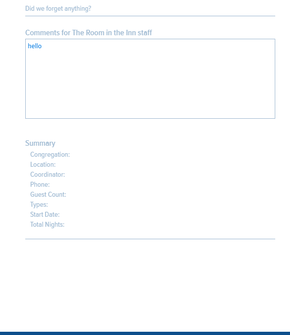 Did we forget anything?
Comments for The Room in the Inn staff
hello
Summary
Congregation:
Location:
Coordinator:
Phone:
Guest Count:
Types:
Start Date:
Total Nights: